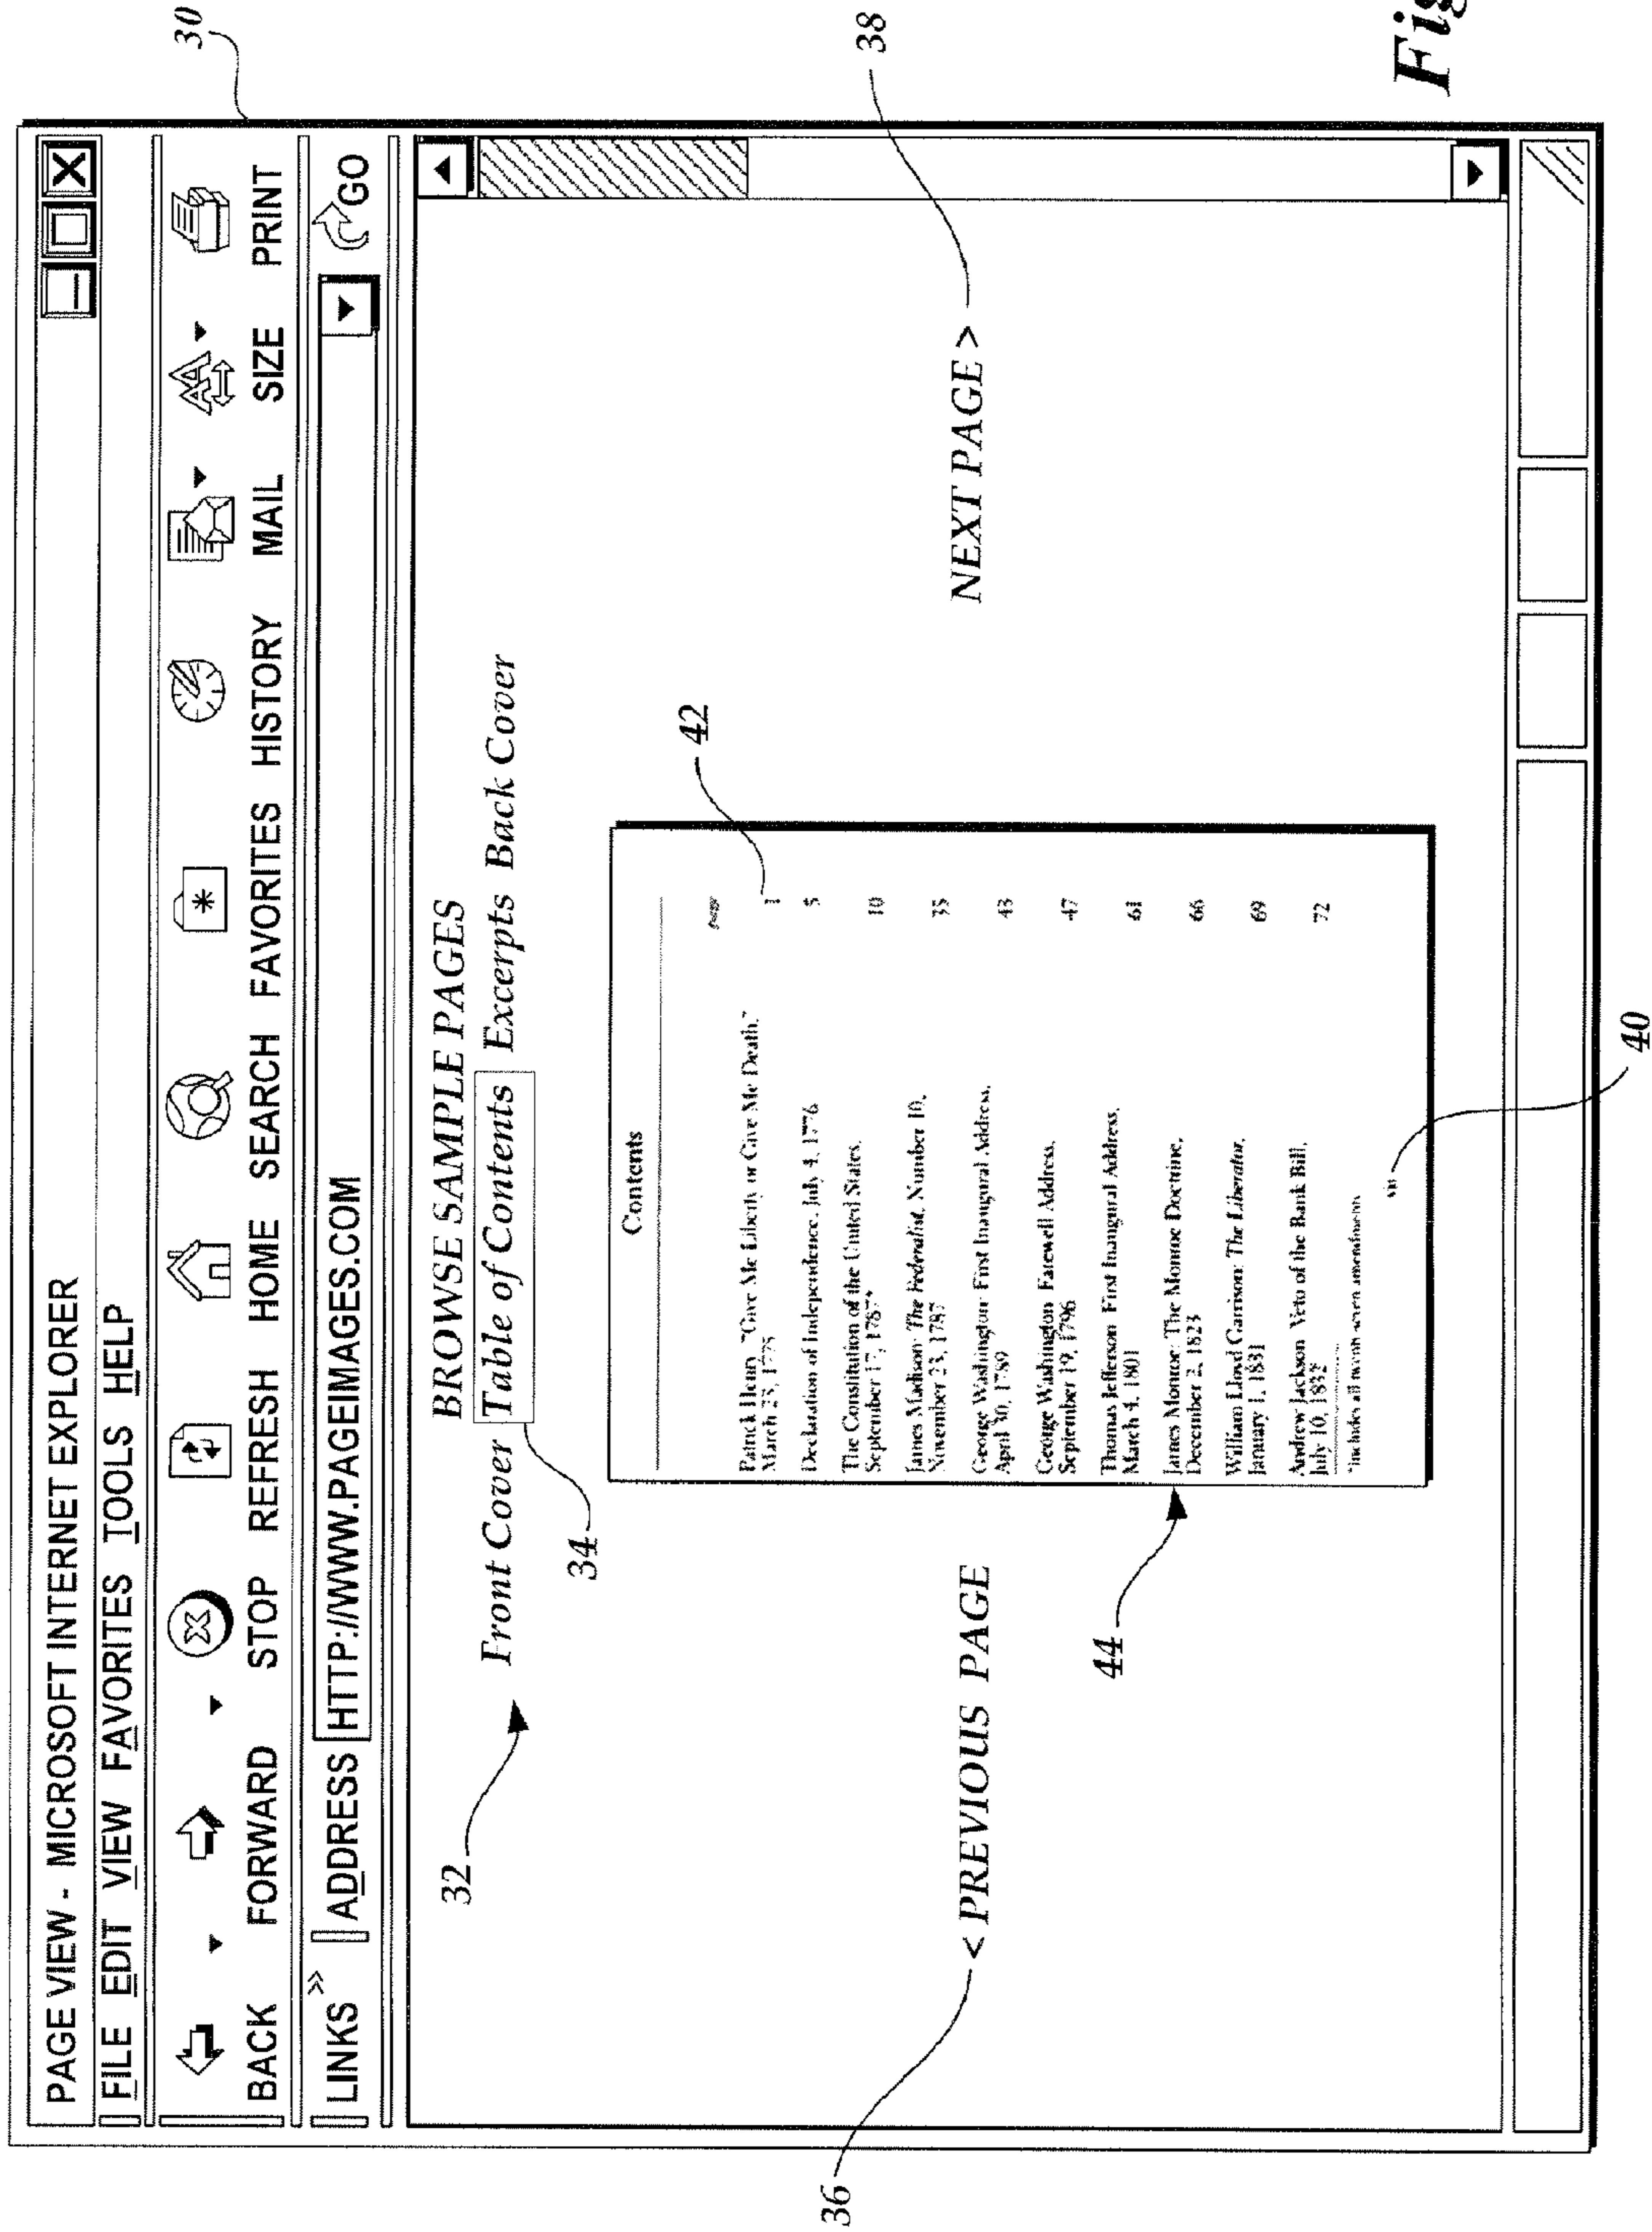 30
PAGE VIEW - MICROSOFT INTERNET EXPLORER
FILE EDIT VIEW FAVORITES TOOLS HELP
BACK FORWARD STOP REFRESH HOME SEARCH FAVORITES HISTORY MAIL SIZE PRINT
LINKS » ADDRESS HTTP://WWW.PAGEIMAGES.COM GO
BROWSE SAMPLE PAGES
32 Front Cover Table of Contents Excerpts Back Cover
34
42
Contents
Patrick Henry "Give Me Liberty or Give Me Death,"
March 23, 1775 1
Declaration of Independence, July 4, 1776 5
The Constitution of the United States,
September 17, 1787* 10
James Madison: The Federalist, Number 10,
November 23, 1787
George Washington: First Inaugural Address,
April 30, 1789 43
George Washington Farewell Address,
September 19, 1796 47
Thomas Jefferson First Inaugural Address,
March 4, 1801 61
James Monroe: The Monroe Doctrine,
December 2, 1823 66
William Lloyd Garrison: The Liberator,
January 1, 1831 69
Andrew Jackson Veto of the Bank Bill,
July 10, 1832 72
*includes all twenty-seven amendments
36 < PREVIOUS PAGE
NEXT PAGE > 38
44
40
Fig